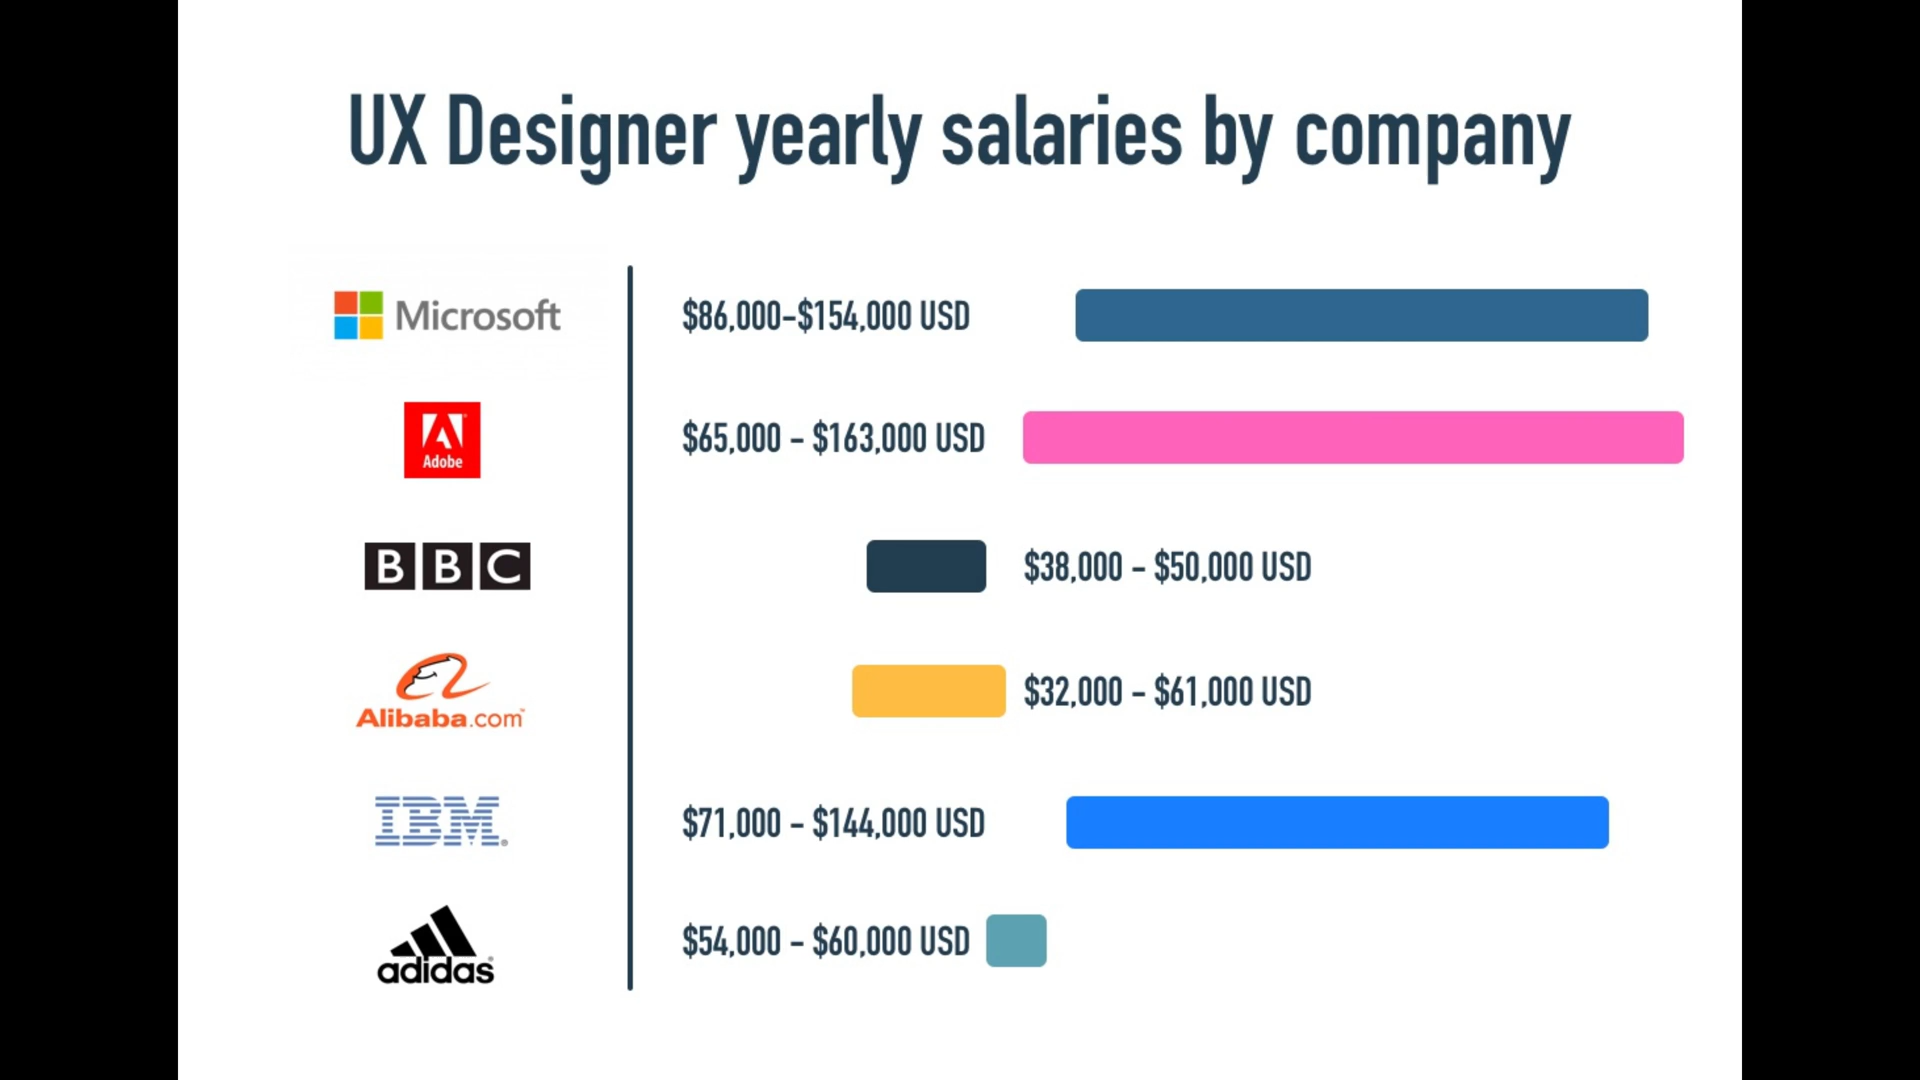 UX Designer yearly salaries by company
Microsoft
$86,000-$154,000 USD
Adobe
$65,000 - $163,000 USD
BBC
$38,000 - $50,000 USD
Alibaba.com™
$32,000 - $61,000 USD
IBM®
$71,000 - $144,000 USD
adidas
$54,000 - $60,000 USD